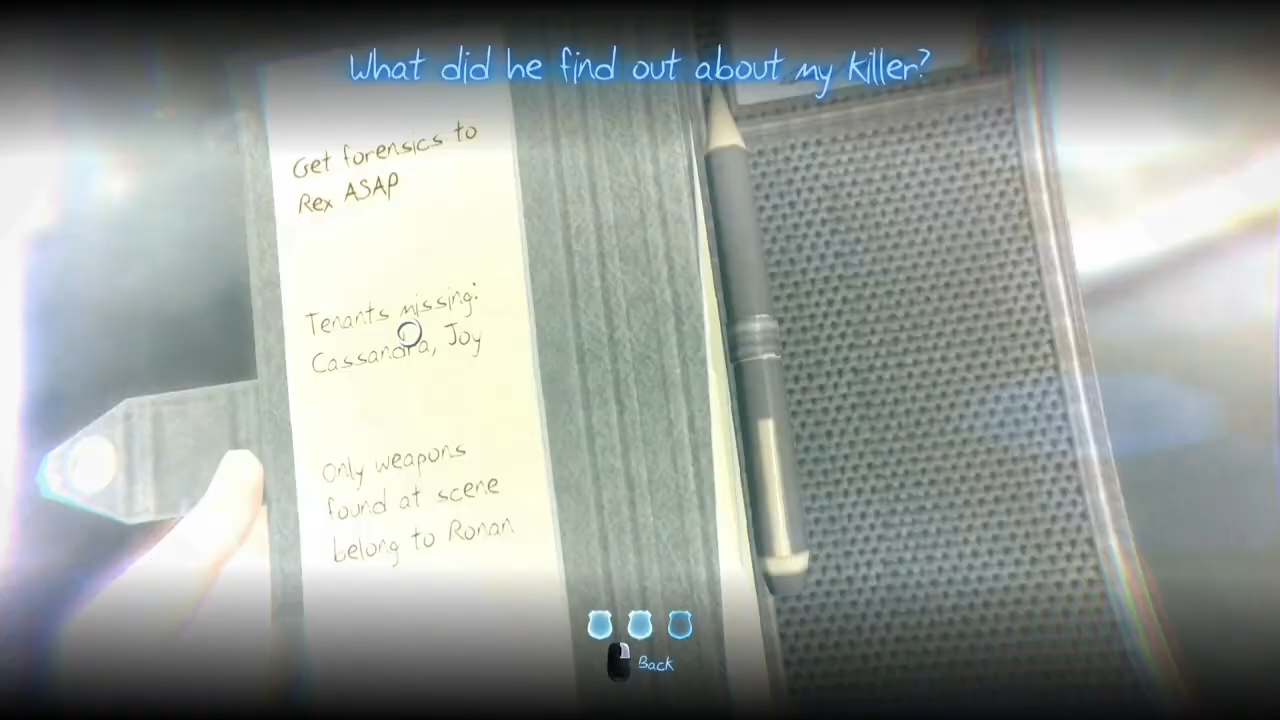 What did he find out about my killer?
Get forensics to
Rex ASAP
Tenants missing:
Cassandra, Joy
Only weapons
found at scene
belong to Ronan
Back